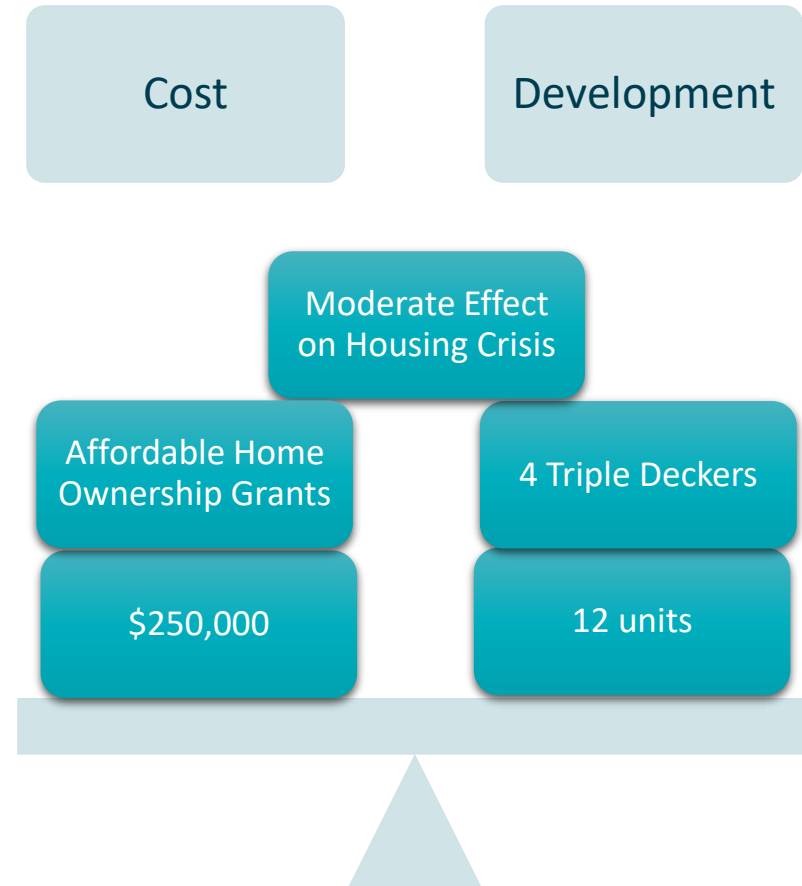 Cost
Development
Moderate Effect
on Housing Crisis
Affordable Home
Ownership Grants
4 Triple Deckers
$250,000
12 units